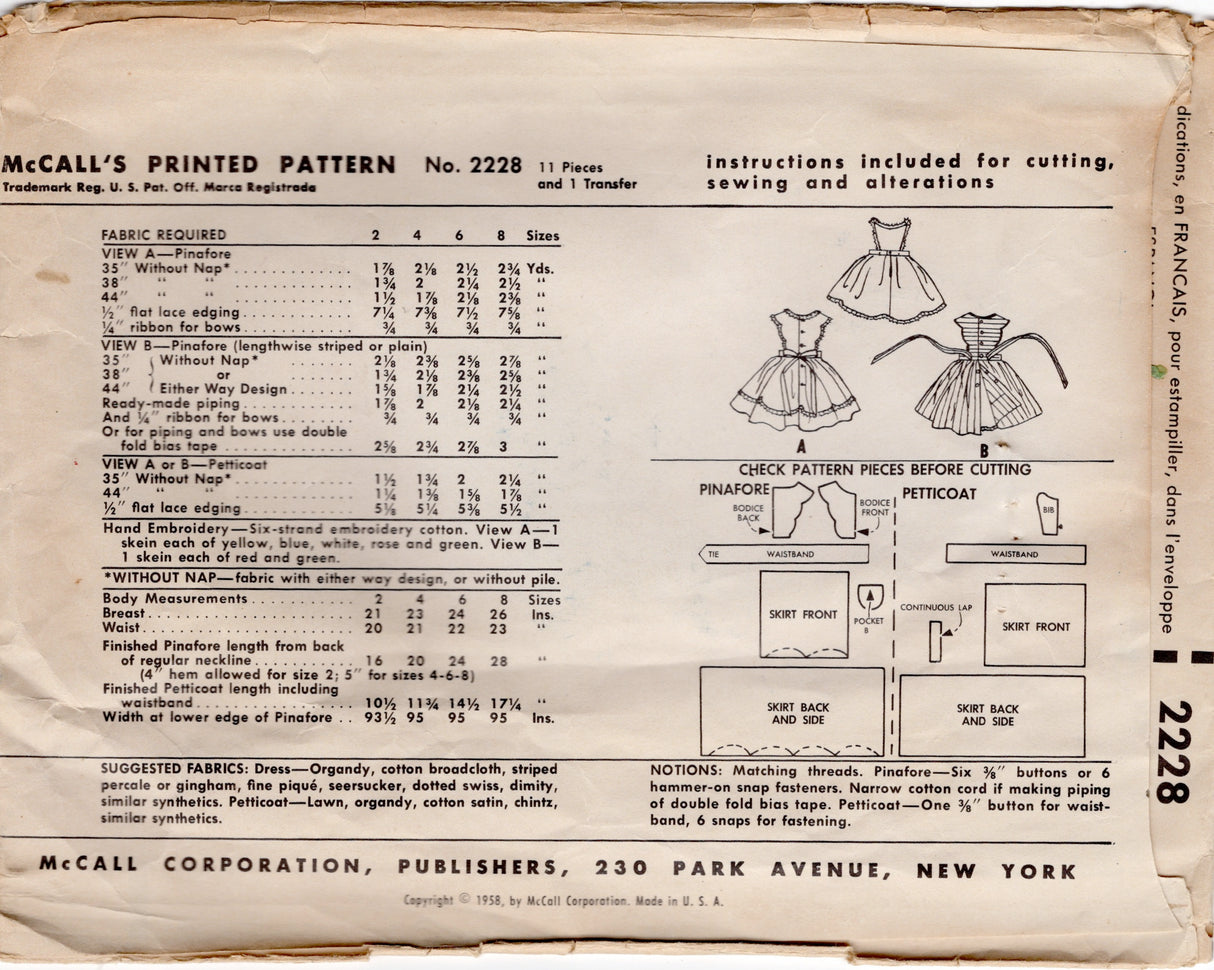 McCALL'S PRINTED PATTERN No. 2228 11 Pieces and 1 Transfer
Trademark Reg. U. S. Pat. Off. Marca Registrada
instructions included for cutting,
sewing and alterations
FABRIC REQUIRED 2 4 6 8 Sizes
VIEW A—Pinafore
35" Without Nap* 1⅞ 2⅛ 2½ 2¾ Yds.
38" " " 1¾ 2 2¼ 2½ "
44" " " 1½ 1⅞ 2⅛ 2⅜ "
½" flat lace edging 7¼ 7⅜ 7½ 7⅝ "
¼" ribbon for bows ¾ ¾ ¾ ¾ "
VIEW B—Pinafore (lengthwise striped or plain)
35" Without Nap* 2⅛ 2⅜ 2⅝ 2⅞ "
38" or 1¾ 2⅛ 2⅜ 2⅝ "
44" Either Way Design 1⅝ 1⅞ 2¼ 2½ "
Ready-made piping 1⅞ 2 2⅛ 2¼ "
And ¼" ribbon for bows ¾ ¾ ¾ ¾ "
Or for piping and bows use double
fold bias tape 2⅝ 2¾ 2⅞ 3 "
VIEW A or B—Petticoat
35" Without Nap* 1½ 1¾ 2 2¼ "
44" " " 1¼ 1⅜ 1⅝ 1⅞ "
½" flat lace edging 5⅛ 5¼ 5⅜ 5½ "
Hand Embroidery—Six-strand embroidery cotton. View A—1
skein each of yellow, blue, white, rose and green. View B—
1 skein each of red and green.
*WITHOUT NAP—fabric with either way design, or without pile.
Body Measurements 2 4 6 8 Sizes
Breast 21 23 24 26 Ins.
Waist 20 21 22 23 "
Finished Pinafore length from back
of regular neckline 16 20 24 28 "
(4" hem allowed for size 2; 5" for sizes 4-6-8)
Finished Petticoat length including
waistband 10½ 11¾ 14½ 17¼ "
Width at lower edge of Pinafore . . 93½ 95 95 95 Ins.
SUGGESTED FABRICS: Dress—Organdy, cotton broadcloth, striped
percale or gingham, fine piqué, seersucker, dotted swiss, dimity,
similar synthetics. Petticoat—Lawn, organdy, cotton satin, chintz,
similar synthetics.
A
B
CHECK PATTERN PIECES BEFORE CUTTING
PINAFORE
BODICE
BACK
BODICE
FRONT
PETTICOAT
BIB
TIE WAISTBAND
WAISTBAND
SKIRT FRONT
POCKET
B
CONTINUOUS LAP
SKIRT FRONT
SKIRT BACK
AND SIDE
SKIRT BACK
AND SIDE
NOTIONS: Matching threads. Pinafore—Six ⅜" buttons or 6
hammer-on snap fasteners. Narrow cotton cord if making piping
of double fold bias tape. Petticoat—One ⅜" button for waist-
band, 6 snaps for fastening.
McCALL CORPORATION, PUBLISHERS, 230 PARK AVENUE, NEW YORK
Copyright © 1958, by McCall Corporation. Made in U. S. A.
dications, en FRANCAIS, pour estampiller, dans l'enveloppe
2228